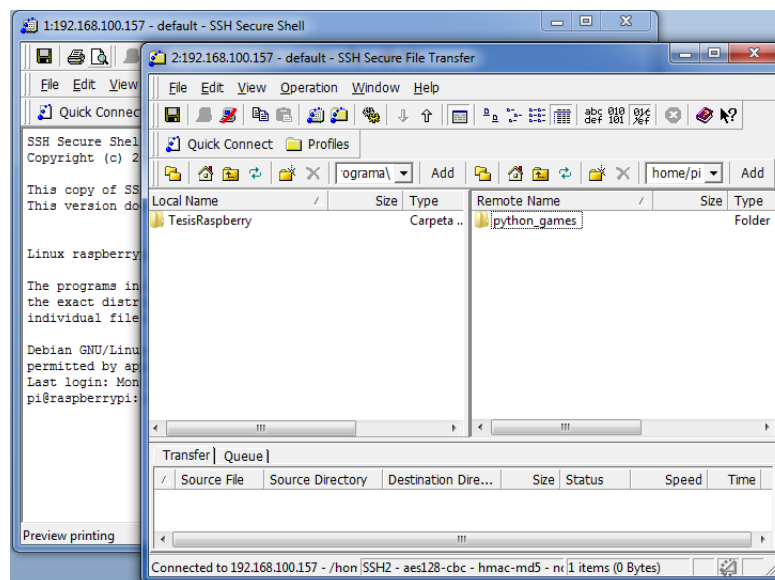 1:192.168.100.157 - default - SSH Secure Shell
File Edit View
Quick Connec
SSH Secure Shel
Copyright (c) 2
This copy of SS
This version do
Linux raspberry
The programs in
the exact distr
individual file
Debian GNU/Linu
permitted by ap
Last login: Mon
pi@raspberrypi:
Preview printing
2:192.168.100.157 - default - SSH Secure File Transfer
File Edit View Operation Window Help
abc def 010 101
Quick Connect Profiles
ograma\ Add home/pi Add
Local Name / Size Type Remote Name / Size Type
TesisRaspberry Carpeta .. python_games Folder
Transfer Queue
/ Source File Source Directory Destination Dire... Size Status Speed Time
Connected to 192.168.100.157 - /hon SSH2 - aes128-cbc - hmac-md5 - 1 items (0 Bytes)